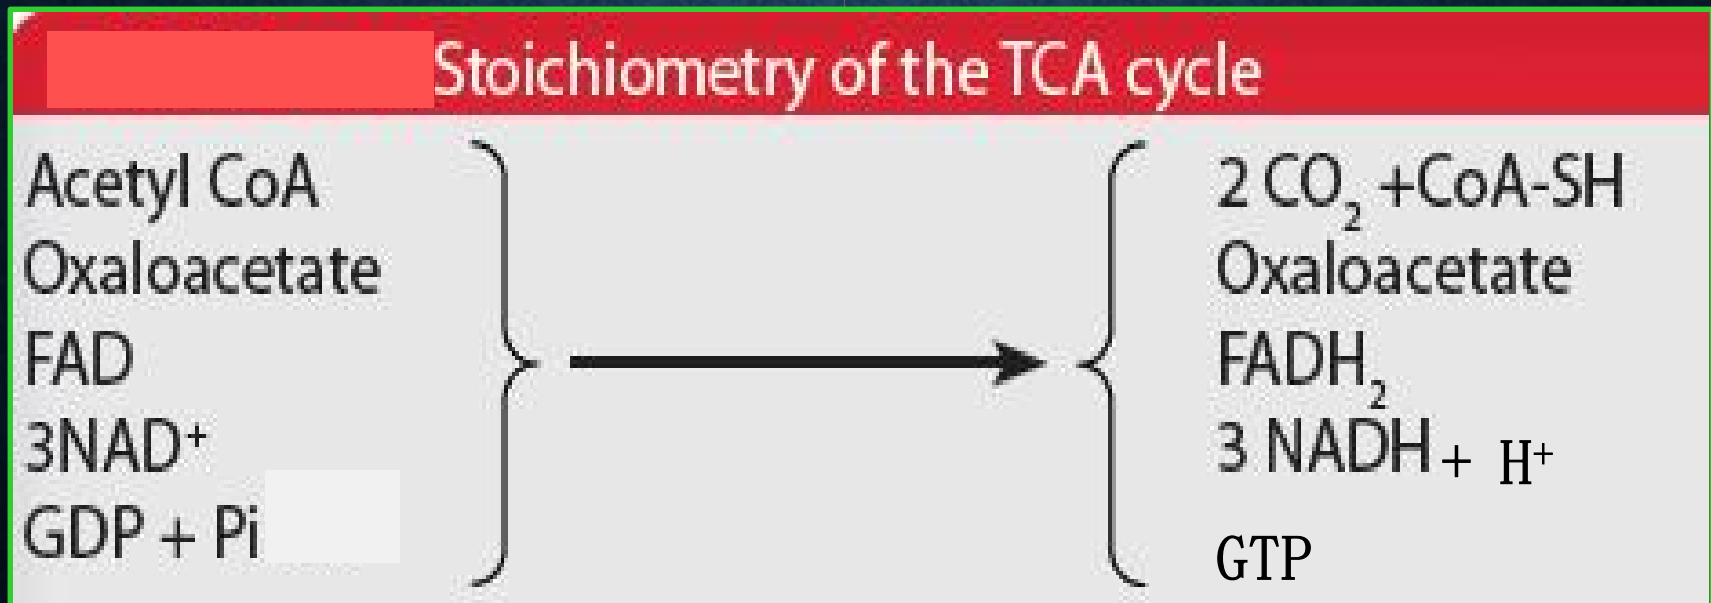 Stoichiometry of the TCA cycle
Acetyl CoA
Oxaloacetate
FAD
3NAD⁺
GDP + Pi
2 CO₂ +CoA-SH
Oxaloacetate
FADH₂
3 NADH + H⁺
GTP